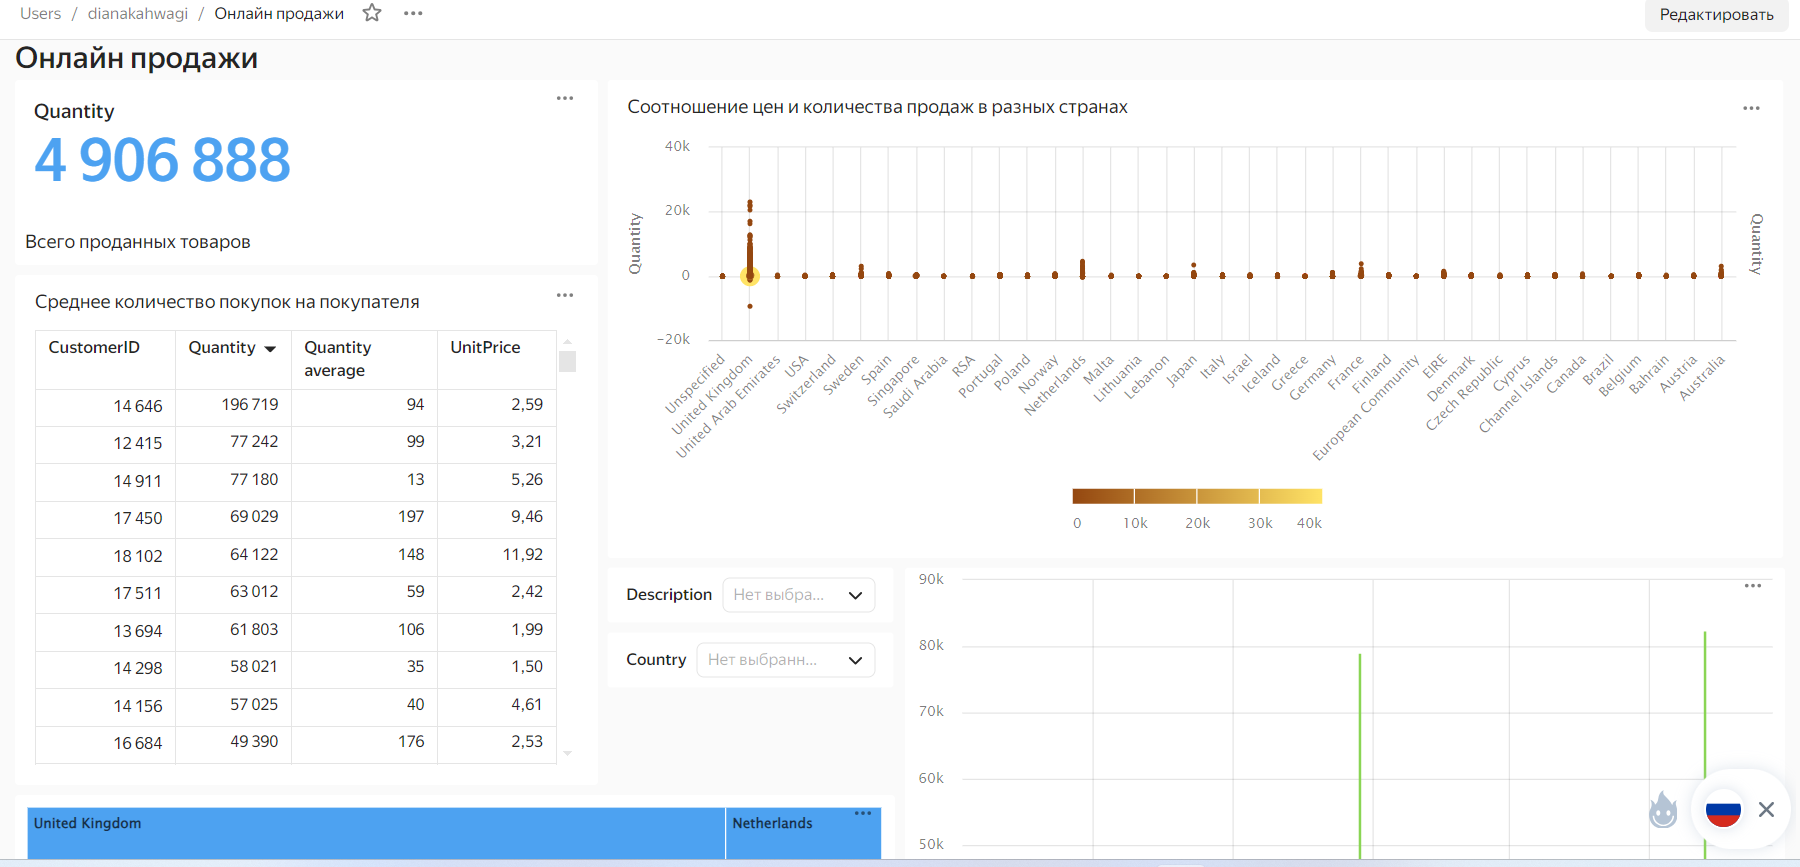 Users / dianakahwagi / Онлайн продажи
Редактировать
Онлайн продажи
Quantity
4 906 888
Всего проданных товаров
Среднее количество покупок на покупателя
CustomerID Quantity Quantity average UnitPrice
14 646 196 719 94 2,59
12 415 77 242 99 3,21
14 911 77 180 13 5,26
17 450 69 029 197 9,46
18 102 64 122 148 11,92
17 511 63 012 59 2,42
13 694 61 803 106 1,99
14 298 58 021 35 1,50
14 156 57 025 40 4,61
16 684 49 390 176 2,53
Соотношение цен и количества продаж в разных странах
Quantity
40k
20k
0
-20k
Quantity
Unspecified
United Kingdom
United Arab Emirates
USA
Switzerland
Sweden
Spain
Singapore
Saudi Arabia
RSA
Portugal
Poland
Norway
Netherlands
Malta
Lithuania
Lebanon
Japan
Italy
Israel
Iceland
Greece
Germany
France
Finland
European Community
EIRE
Denmark
Czech Republic
Cyprus
Channel Islands
Canada
Brazil
Belgium
Bahrain
Austria
Australia
0 10k 20k 30k 40k
Description Нет выбра...
Country Нет выбранн...
90k
80k
70k
60k
50k
United Kingdom
Netherlands